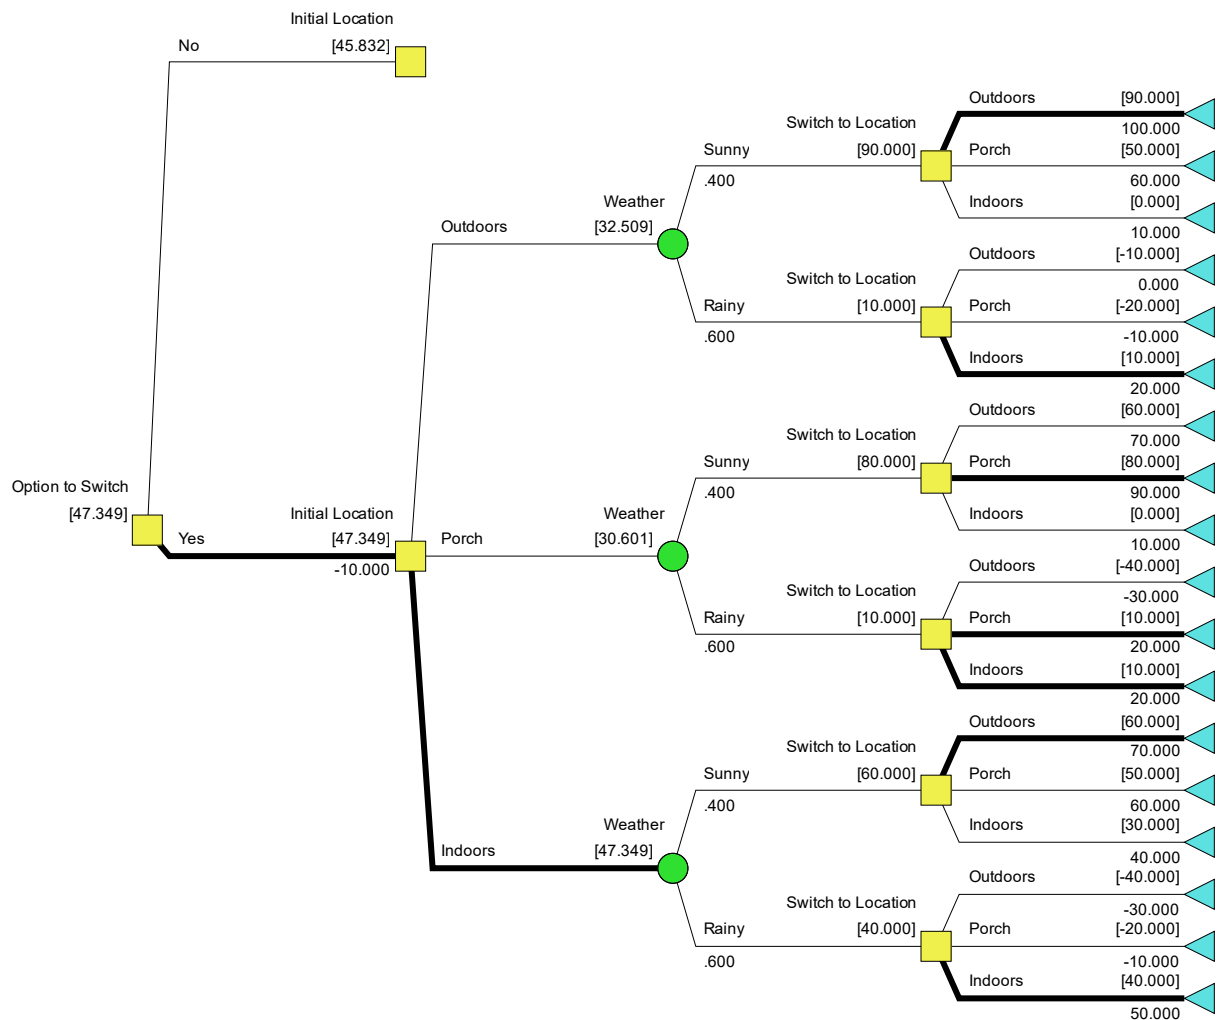 Initial Location
No [45.832]
Outdoors [90.000]
100.000
Switch to Location
[90.000]
Porch [50.000]
60.000
Sunny
.400
Indoors [0.000]
10.000
Weather
Outdoors [32.509]
Outdoors [-10.000]
0.000
Switch to Location
[10.000]
Porch [-20.000]
-10.000
Rainy
.600
Indoors [10.000]
20.000
Outdoors [60.000]
70.000
Switch to Location
[80.000]
Porch [80.000]
90.000
Sunny
.400
Indoors [0.000]
10.000
Option to Switch
[47.349]
Initial Location
Yes [47.349]
-10.000
Weather
Porch [30.601]
Outdoors [-40.000]
-30.000
Switch to Location
[10.000]
Porch [10.000]
20.000
Rainy
.600
Indoors [10.000]
20.000
Outdoors [60.000]
70.000
Switch to Location
[60.000]
Porch [50.000]
60.000
Sunny
.400
Indoors [30.000]
40.000
Weather
Indoors [47.349]
Outdoors [-40.000]
-30.000
Switch to Location
[40.000]
Porch [-20.000]
-10.000
Rainy
.600
Indoors [40.000]
50.000